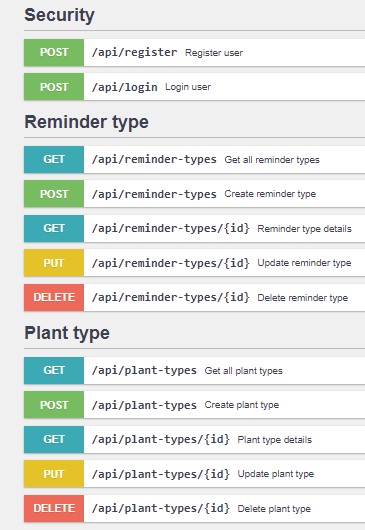 Security
POST /api/register Register user
POST /api/login Login user
Reminder type
GET /api/reminder-types Get all reminder types
POST /api/reminder-types Create reminder type
GET /api/reminder-types/{id} Reminder type details
PUT /api/reminder-types/{id} Update reminder type
DELETE /api/reminder-types/{id} Delete reminder type
Plant type
GET /api/plant-types Get all plant types
POST /api/plant-types Create plant type
GET /api/plant-types/{id} Plant type details
PUT /api/plant-types/{id} Update plant type
DELETE /api/plant-types/{id} Delete plant type